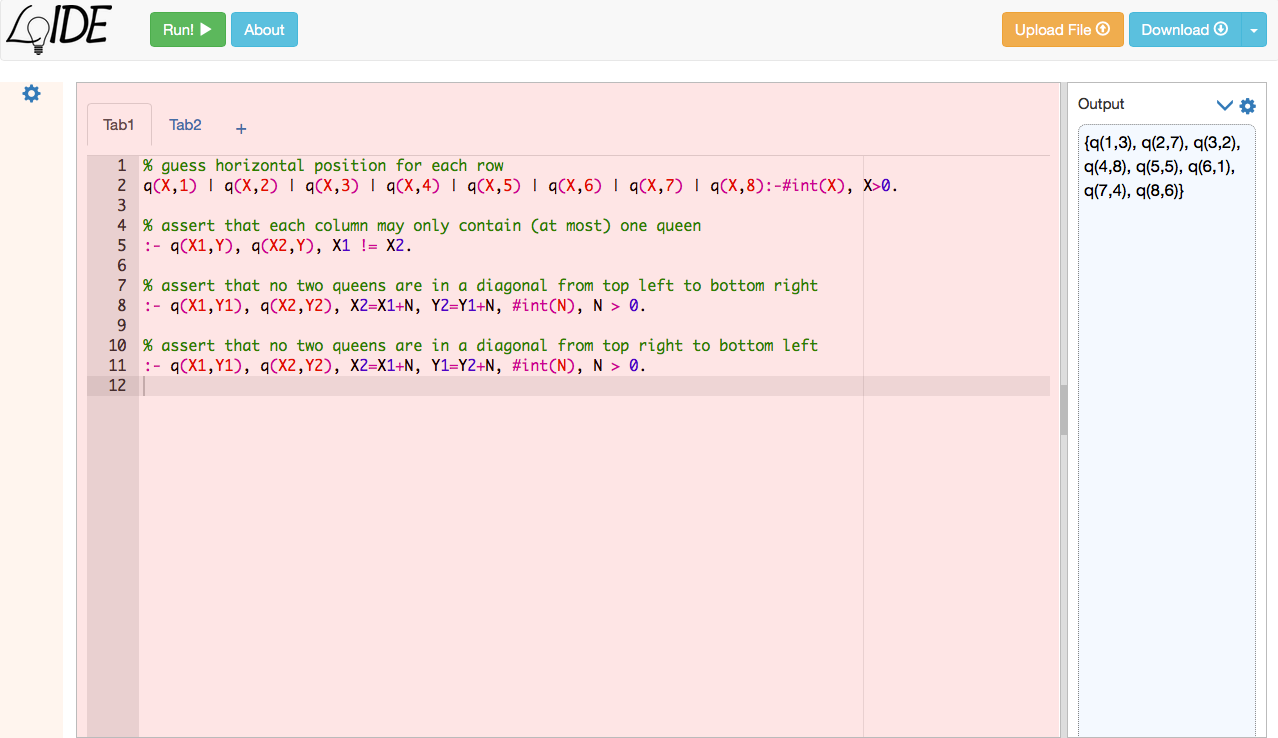 LoIDE
Run!
About
Upload File
Download
Tab1
Tab2
+
1 % guess horizontal position for each row
2 q(X,1) | q(X,2) | q(X,3) | q(X,4) | q(X,5) | q(X,6) | q(X,7) | q(X,8):-#int(X), X>0.
3
4 % assert that each column may only contain (at most) one queen
5 :- q(X1,Y), q(X2,Y), X1 != X2.
6
7 % assert that no two queens are in a diagonal from top left to bottom right
8 :- q(X1,Y1), q(X2,Y2), X2=X1+N, Y2=Y1+N, #int(N), N > 0.
9
10 % assert that no two queens are in a diagonal from top right to bottom left
11 :- q(X1,Y1), q(X2,Y2), X2=X1+N, Y1=Y2+N, #int(N), N > 0.
12
Output
{q(1,3), q(2,7), q(3,2),
q(4,8), q(5,5), q(6,1),
q(7,4), q(8,6)}